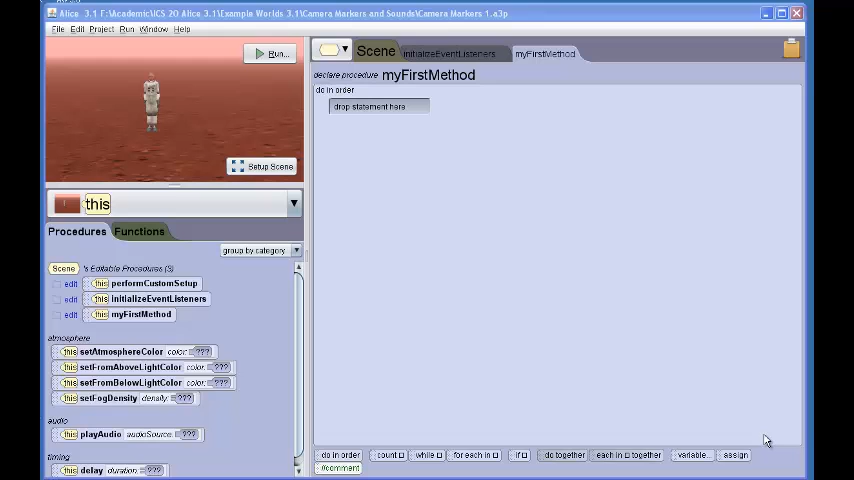 Alice 3.1 F:\Academic\ICS 20 Alice 3.1\Example Worlds 3.1\Camera Markers and Sounds\Camera Markers 1.a3p
File Edit Project Run Window Help
Run...
Setup Scene
this
Procedures Functions
group by category
Scene 's Editable Procedures (3)
edit this performCustomSetup
edit this initializeEventListeners
edit this myFirstMethod
atmosphere
this setAtmosphereColor color: ???
this setFromAboveLightColor color: ???
this setFromBelowLightColor color: ???
this setFogDensity density: ???
audio
this playAudio audioSource: ???
timing
this delay duration: ???
Scene initializeEventListeners myFirstMethod
declare procedure myFirstMethod
do in order
drop statement here
do in order count while for each in if do together each in together variable... assign
//comment